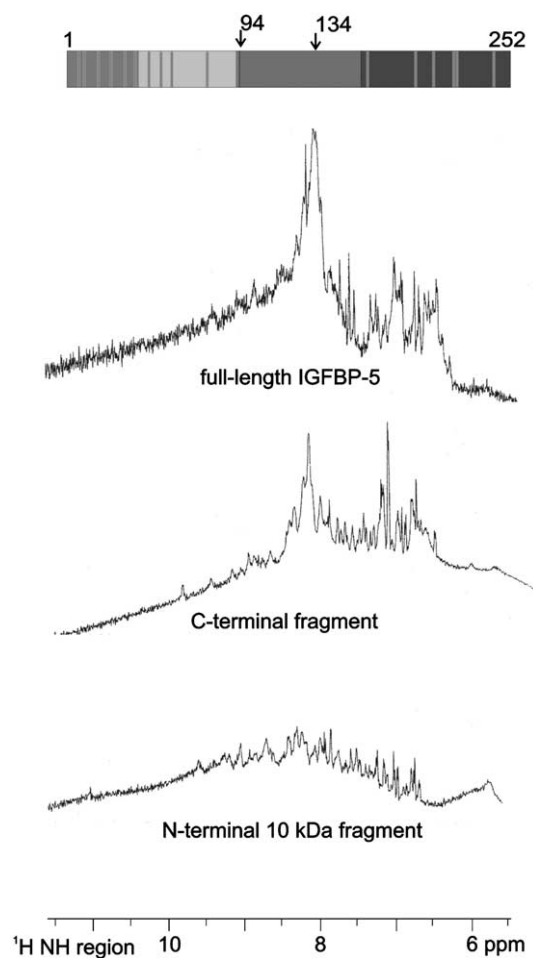 1 94 134 252
full-length IGFBP-5
C-terminal fragment
N-terminal 10 kDa fragment
¹H NH region 10 8 6 ppm